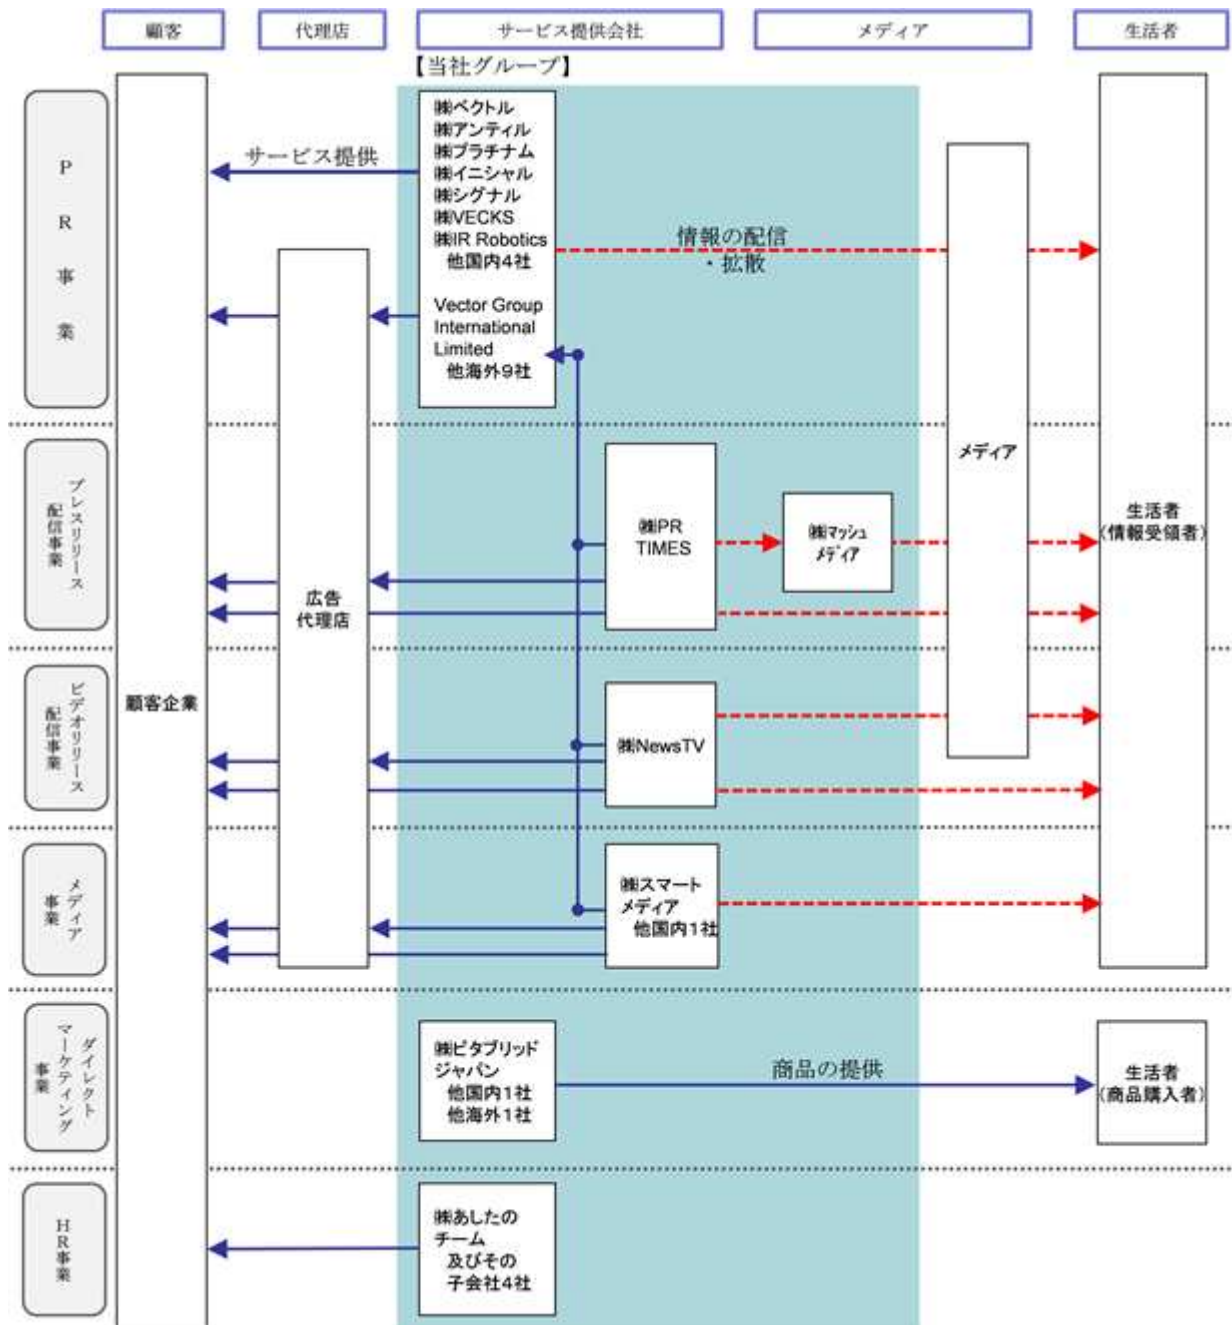 顧客
代理店
サービス提供会社
メディア
生活者
【当社グループ】
PR事業
㈱ベクトル
㈱アンティル
㈱プラチナム
㈱イニシャル
㈱シグナル
㈱VECKS
㈱IR Robotics
他国内4社
Vector Group
International
Limited
他海外9社
サービス提供
情報の配信
・拡散
プレスリリース
配信事業
㈱PR
TIMES
㈱マッシュ
メディア
メディア
生活者
(情報受領者)
広告
代理店
顧客企業
ビデオリリース
配信事業
㈱NewsTV
メディア
事業
㈱スマート
メディア
他国内1社
ダイレクト
マーケティング
事業
㈱ビタブリッド
ジャパン
他国内1社
他海外1社
商品の提供
生活者
(商品購入者)
HR事業
㈱あしたの
チーム
及びその
子会社4社